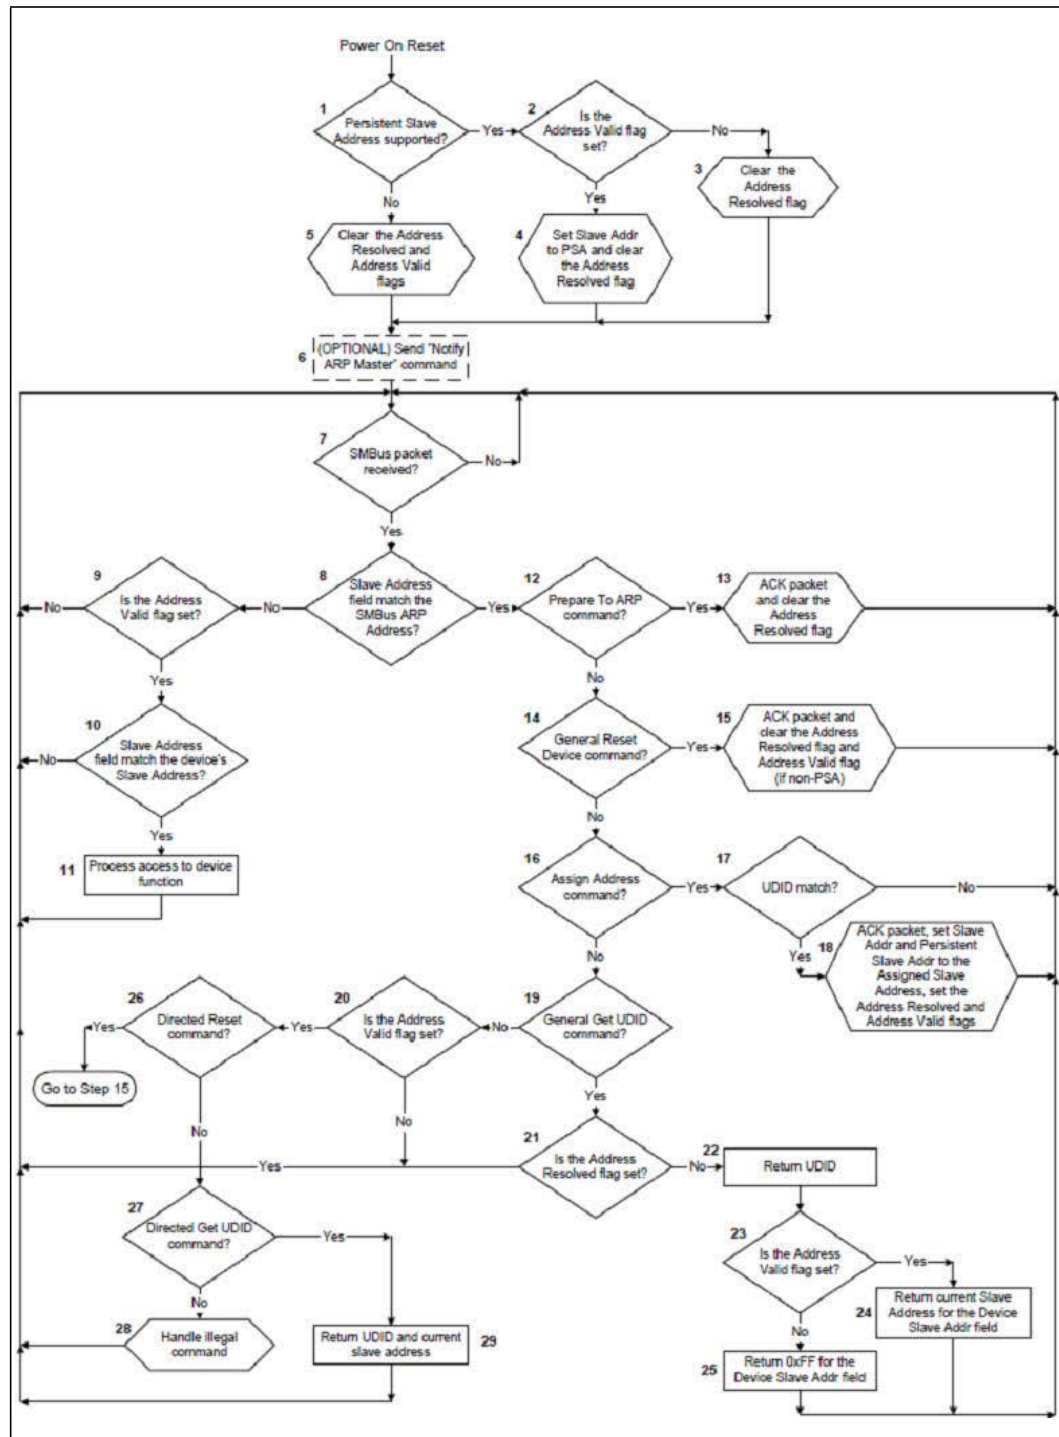 Power On Reset
1
Persistent Slave
Address supported?
Yes
2
Is the
Address Valid flag
set?
No
3
Clear the
Address
Resolved flag
No
Yes
5
Clear the Address
Resolved and
Address Valid
flags
4
Set Slave Addr
to PSA and clear
the Address
Resolved flag
6
(OPTIONAL) Send "Notify
ARP Master" command
7
SMBus packet
received?
No
Yes
9
Is the Address
Valid flag set?
No
8
Slave Address
field match the
SMBus ARP
Address?
No
Yes
12
Prepare To ARP
command?
Yes
13
ACK packet
and clear the
Address
Resolved flag
Yes
No
10
Slave Address
field match the device's
Slave Address?
No
14
General Reset
Device command?
Yes
15
ACK packet and
clear the Address
Resolved flag and
Address Valid flag
(if non-PSA)
Yes
No
11
Process access to device
function
16
Assign Address
command?
Yes
17
UDID match?
No
No
Yes
18
ACK packet, set Slave
Addr and Persistent
Slave Addr to the
Assigned Slave
Address, set the
Address Resolved and
Address Valid flags
26
Directed Reset
command?
Yes
20
Is the Address
Valid flag set?
Yes
19
General Get UDID
command?
No
Go to Step 15
No
No
Yes
21
Is the Address
Resolved flag set?
Yes
No
22
Return UDID
27
Directed Get UDID
command?
Yes
23
Is the Address
Valid flag set?
Yes
No
28
Handle illegal
command
Return UDID and current
slave address
29
24
Return current Slave
Address for the Device
Slave Addr field
No
25
Return 0xFF for the
Device Slave Addr field